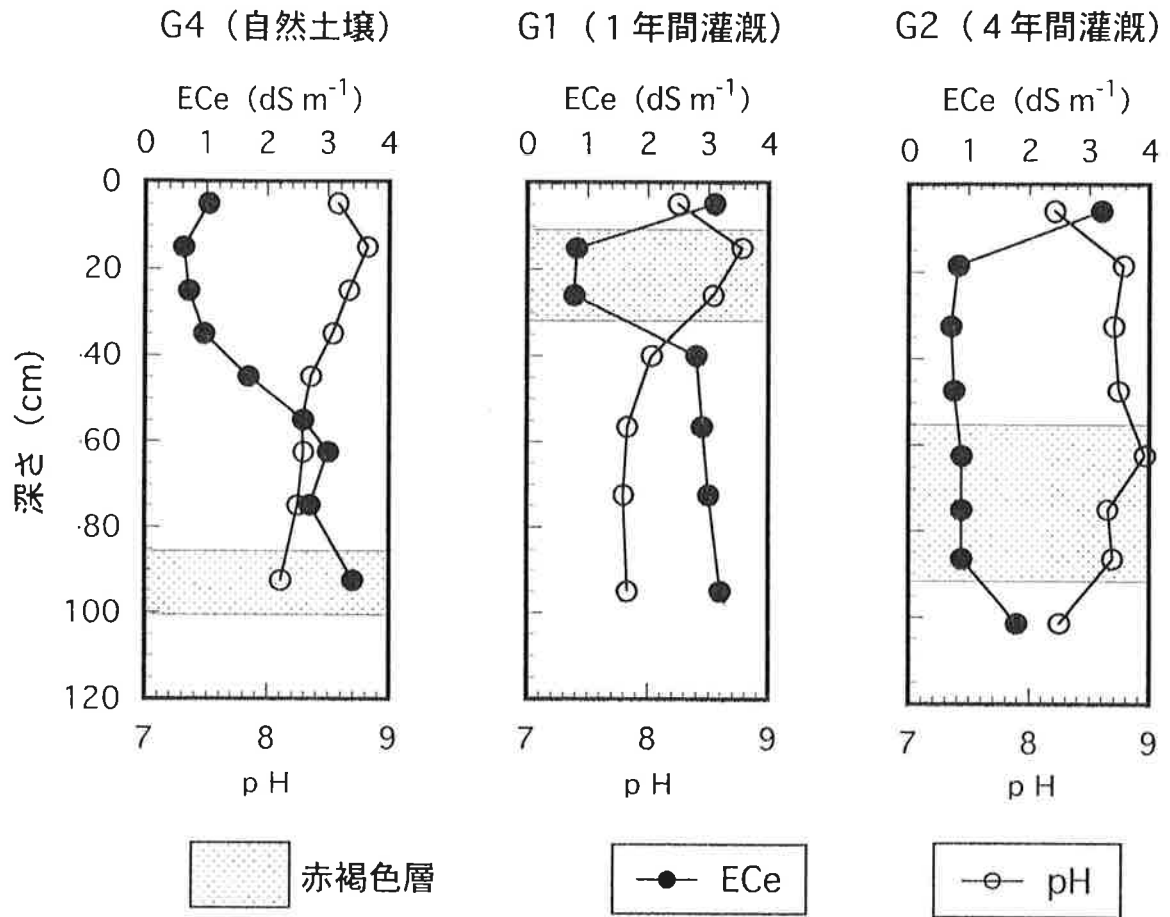 G4（自然土壌）
G1（1年間灌漑）
G2（4年間灌漑）
ECe（dS m⁻¹）
ECe（dS m⁻¹）
ECe（dS m⁻¹）
0 1 2 3 4
0 1 2 3 4
0 1 2 3 4
深さ（cm）
0
20
40
60
80
100
120
7 8 9
7 8 9
7 8 9
pH
pH
pH
赤褐色層
ECe
pH